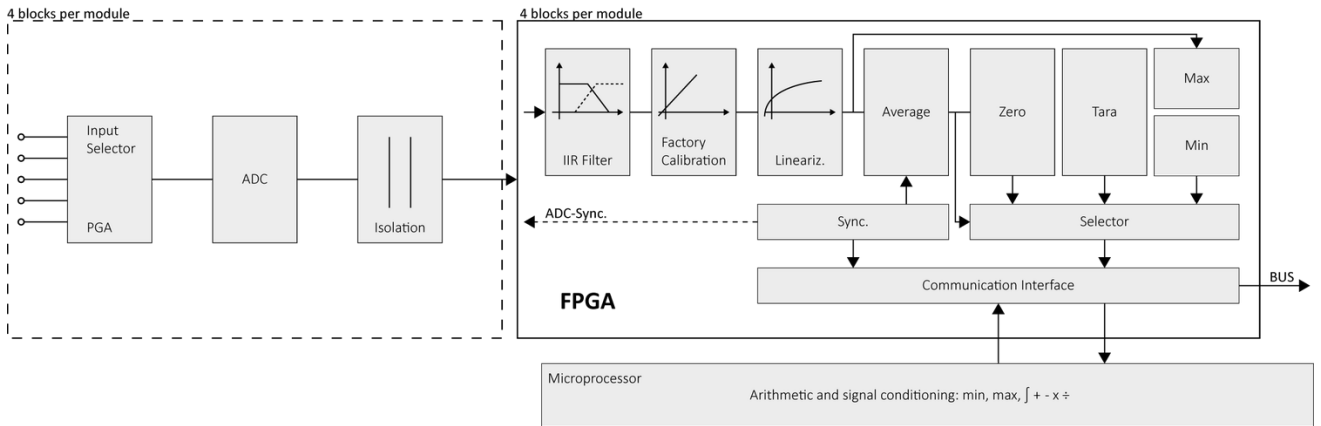 4 blocks per module
Input
Selector
PGA
ADC
Isolation
4 blocks per module
IIR Filter
Factory
Calibration
Lineariz.
Average
Zero
Tara
Max
Min
ADC-Sync.
Sync.
Selector
Communication Interface
BUS
FPGA
Microprocessor
Arithmetic and signal conditioning: min, max, ∫ + - x ÷